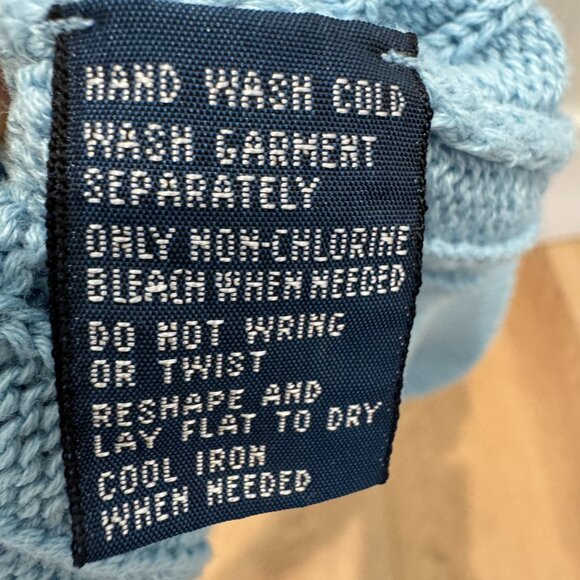 HAND WASH COLD
WASH GARMENT
SEPARATELY
ONLY NON-CHLORINE
BLEACH WHEN NEEDED
DO NOT WRING
OR TWIST
RESHAPE AND
LAY FLAT TO DRY
COOL IRON
WHEN NEEDED